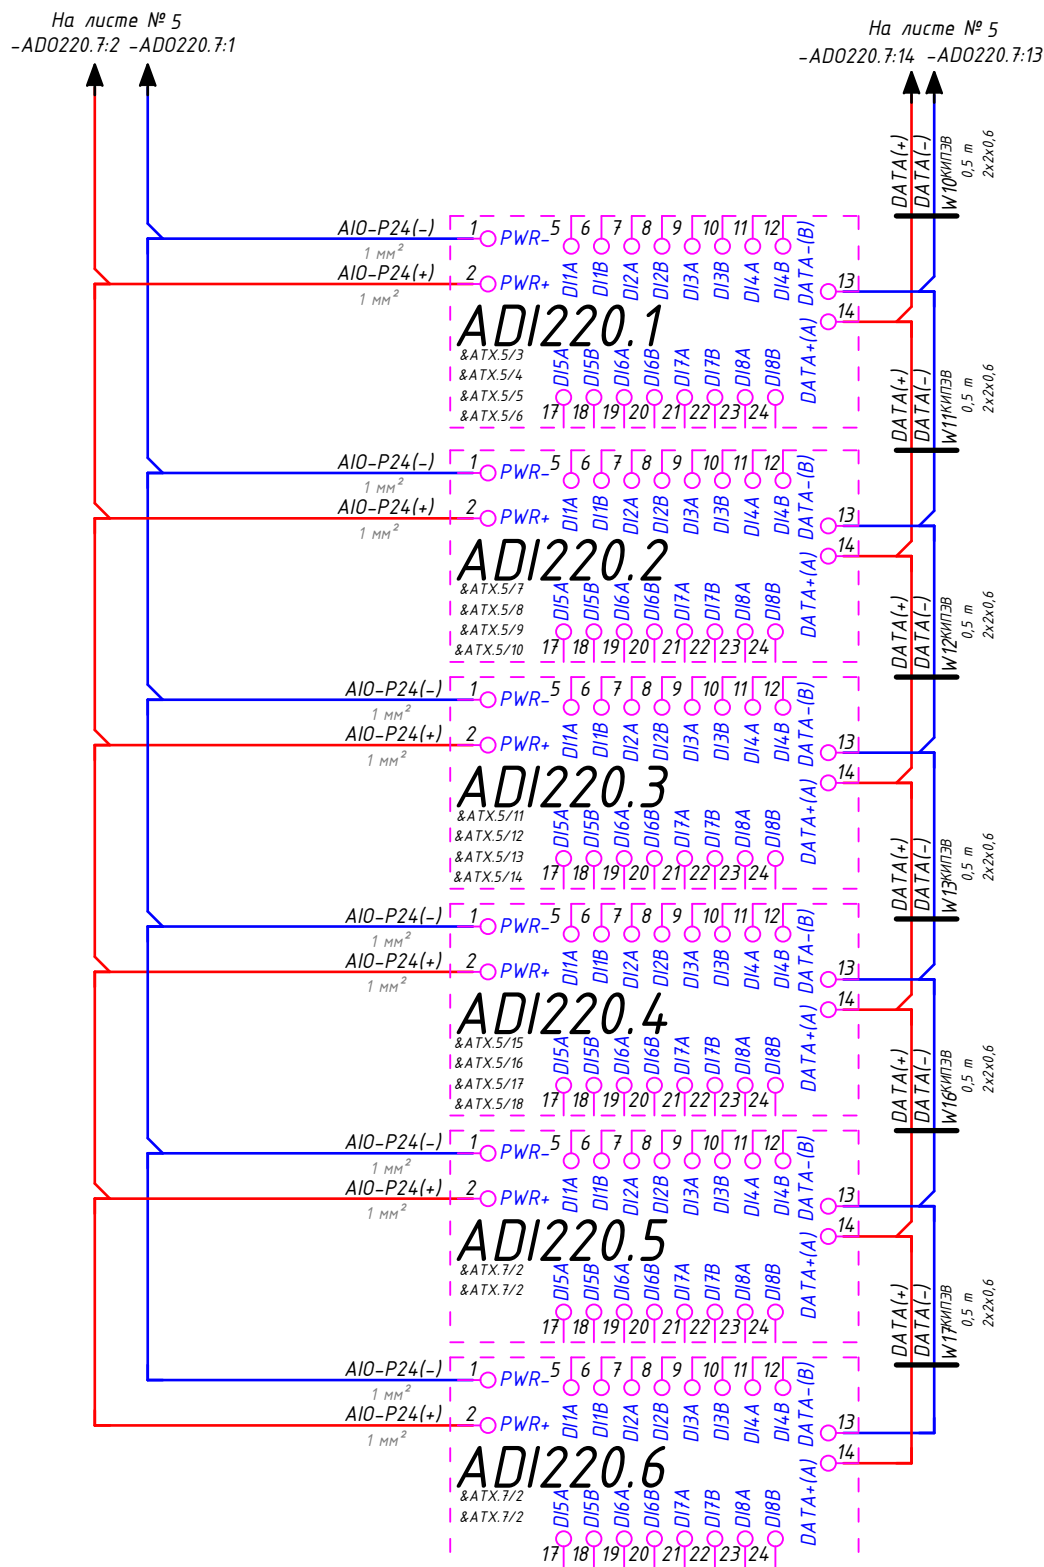 На листе № 5
-ADO220.7:2 -ADO220.7:1
На листе № 5
-ADO220.7:14 -ADO220.7:13
DATA(+)
DATA(-)
W10
КИПЭВ
0,5 m
2x2x0,6
AIO-P24(-)
1 мм²
AIO-P24(+)
1 мм²
1 PWR-
2 PWR+
5 6 7 8 9 10 11 12
DI1A DI1B DI2A DI2B DI3A DI3B DI4A DI4B
DATA-(B)
13
DATA+(A)
14
ADI220.1
&ATX.5/3
&ATX.5/4
&ATX.5/5
&ATX.5/6
DI5A DI5B DI6A DI6B DI7A DI7B DI8A DI8B
17 18 19 20 21 22 23 24
DATA(+)
DATA(-)
W11
КИПЭВ
0,5 m
2x2x0,6
AIO-P24(-)
1 мм²
AIO-P24(+)
1 мм²
1 PWR-
2 PWR+
5 6 7 8 9 10 11 12
DI1A DI1B DI2A DI2B DI3A DI3B DI4A DI4B
DATA-(B)
13
DATA+(A)
14
ADI220.2
&ATX.5/7
&ATX.5/8
&ATX.5/9
&ATX.5/10
DI5A DI5B DI6A DI6B DI7A DI7B DI8A DI8B
17 18 19 20 21 22 23 24
DATA(+)
DATA(-)
W12
КИПЭВ
0,5 m
2x2x0,6
AIO-P24(-)
1 мм²
AIO-P24(+)
1 мм²
1 PWR-
2 PWR+
5 6 7 8 9 10 11 12
DI1A DI1B DI2A DI2B DI3A DI3B DI4A DI4B
DATA-(B)
13
DATA+(A)
14
ADI220.3
&ATX.5/11
&ATX.5/12
&ATX.5/13
&ATX.5/14
DI5A DI5B DI6A DI6B DI7A DI7B DI8A DI8B
17 18 19 20 21 22 23 24
DATA(+)
DATA(-)
W13
КИПЭВ
0,5 m
2x2x0,6
AIO-P24(-)
1 мм²
AIO-P24(+)
1 мм²
1 PWR-
2 PWR+
5 6 7 8 9 10 11 12
DI1A DI1B DI2A DI2B DI3A DI3B DI4A DI4B
DATA-(B)
13
DATA+(A)
14
ADI220.4
&ATX.5/15
&ATX.5/16
&ATX.5/17
&ATX.5/18
DI5A DI5B DI6A DI6B DI7A DI7B DI8A DI8B
17 18 19 20 21 22 23 24
DATA(+)
DATA(-)
W16
КИПЭВ
0,5 m
2x2x0,6
AIO-P24(-)
1 мм²
AIO-P24(+)
1 мм²
1 PWR-
2 PWR+
5 6 7 8 9 10 11 12
DI1A DI1B DI2A DI2B DI3A DI3B DI4A DI4B
DATA-(B)
13
DATA+(A)
14
ADI220.5
&ATX.7/2
&ATX.7/2
DI5A DI5B DI6A DI6B DI7A DI7B DI8A DI8B
17 18 19 20 21 22 23 24
DATA(+)
DATA(-)
W17
КИПЭВ
0,5 m
2x2x0,6
AIO-P24(-)
1 мм²
AIO-P24(+)
1 мм²
1 PWR-
2 PWR+
5 6 7 8 9 10 11 12
DI1A DI1B DI2A DI2B DI3A DI3B DI4A DI4B
DATA-(B)
13
DATA+(A)
14
ADI220.6
&ATX.7/2
&ATX.7/2
DI5A DI5B DI6A DI6B DI7A DI7B DI8A DI8B
17 18 19 20 21 22 23 24